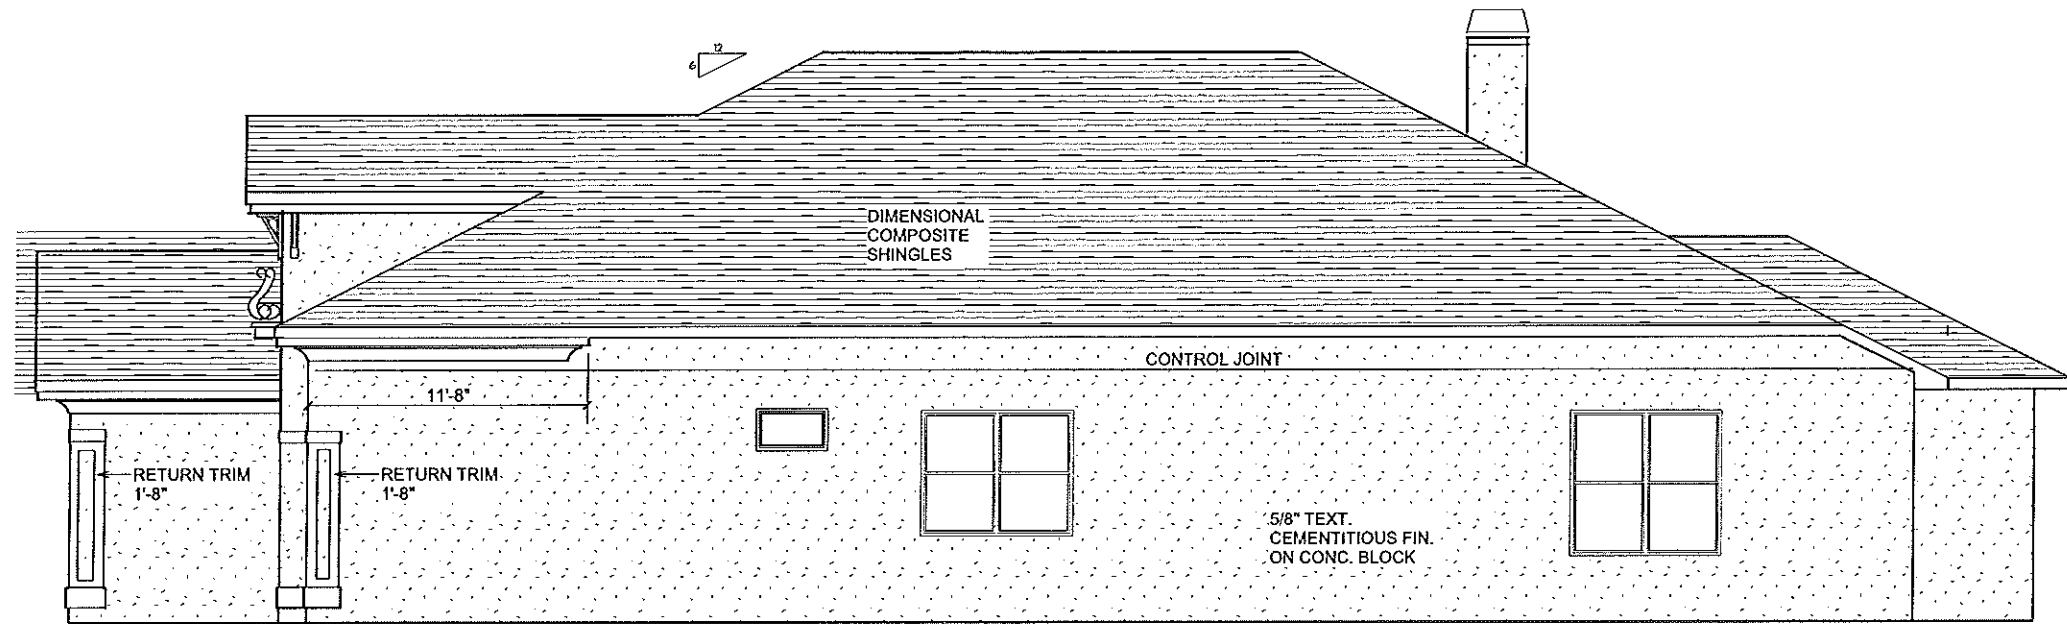 12
6
DIMENSIONAL
COMPOSITE
SHINGLES
CONTROL JOINT
11'-8"
RETURN TRIM
1'-8"
RETURN TRIM
1'-8"
5/8" TEXT.
CEMENTITIOUS FIN.
ON CONC. BLOCK